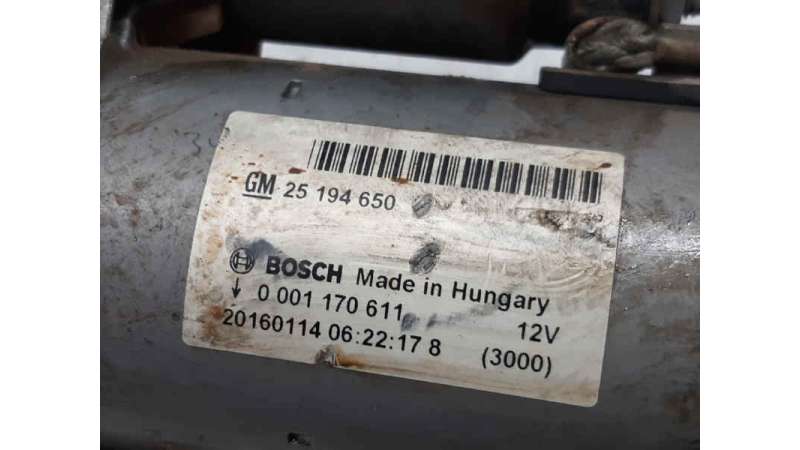 GM 25 194 650
BOSCH Made in Hungary
0 001 170 611 12V
20160114 06:22:17 8 (3000)